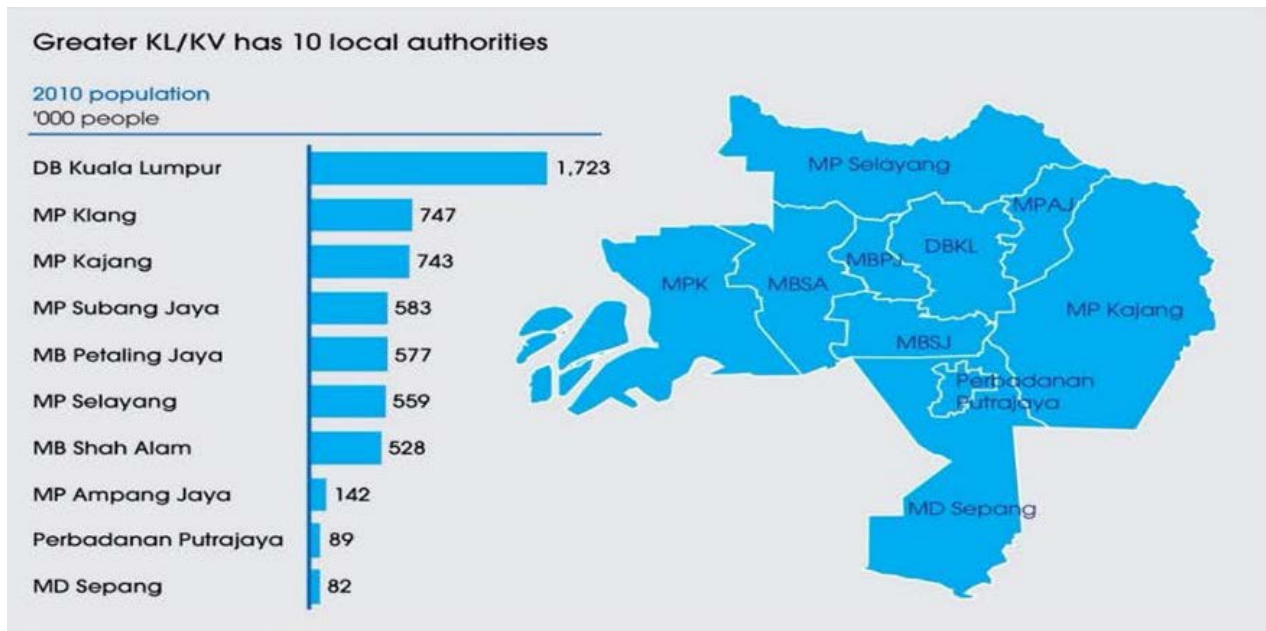 Greater KL/KV has 10 local authorities
2010 population
'000 people
DB Kuala Lumpur 1,723
MP Klang 747
MP Kajang 743
MP Subang Jaya 583
MB Petaling Jaya 577
MP Selayang 559
MB Shah Alam 528
MP Ampang Jaya 142
Perbadanan Putrajaya 89
MD Sepang 82
MP Selayang
MPAJ
DBKL
MBPJ
MPK
MBSA
MP Kajang
MBSJ
Perbadanan
Putrajaya
MD Sepang